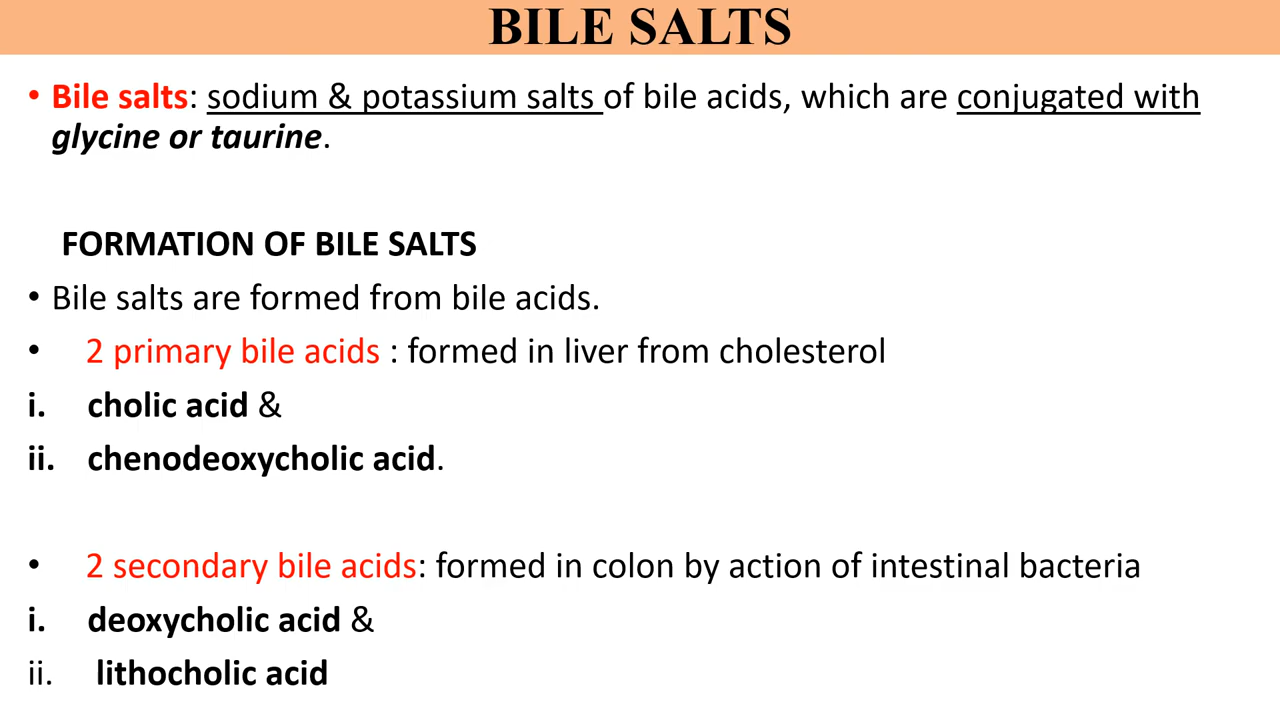 BILE SALTS
• Bile salts: sodium & potassium salts of bile acids, which are conjugated with
glycine or taurine.
FORMATION OF BILE SALTS
• Bile salts are formed from bile acids.
• 2 primary bile acids : formed in liver from cholesterol
i. cholic acid &
ii. chenodeoxycholic acid.
• 2 secondary bile acids: formed in colon by action of intestinal bacteria
i. deoxycholic acid &
ii. lithocholic acid